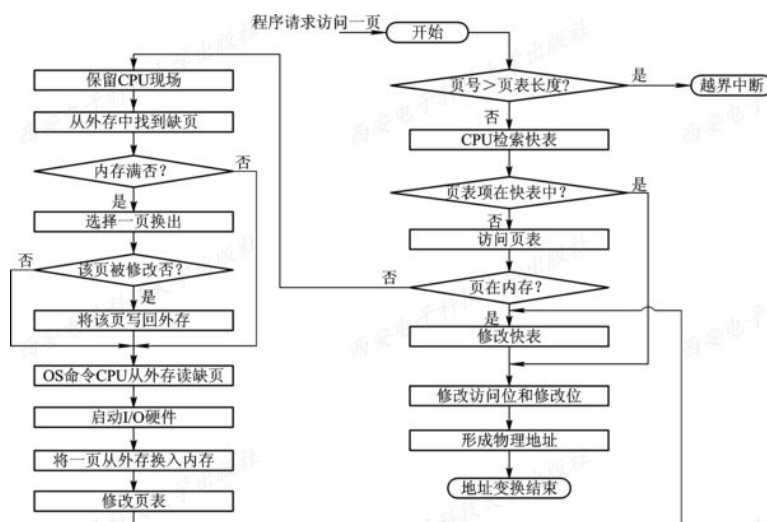 程序请求访问一页
开始
页号＞页表长度？
是
越界中断
否
CPU检索快表
页表项在快表中？
是
否
访问页表
页在内存？
否
是
修改快表
修改访问位和修改位
形成物理地址
地址变换结束
保留CPU现场
从外存中找到缺页
内存满否？
否
是
选择一页换出
该页被修改否？
否
是
将该页写回外存
OS命令CPU从外存读缺页
启动I/O硬件
将一页从外存换入内存
修改页表